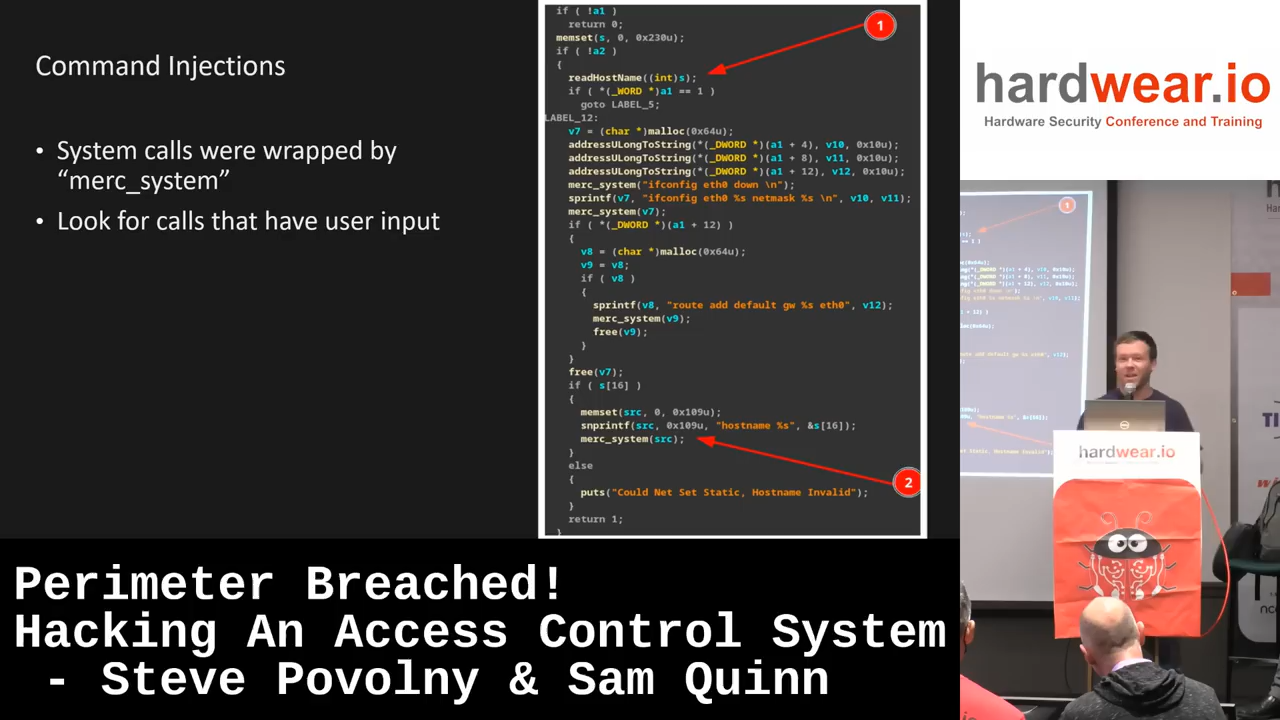 Command Injections
• System calls were wrapped by
“merc_system”
• Look for calls that have user input
if ( !a1 )
return 0;
memset(s, 0, 0x230u);
if ( !a2 )
{
readHostName((int)s);
if ( *(_WORD *)a1 == 1 )
goto LABEL_5;
LABEL_12:
v7 = (char *)malloc(0x64u);
addressULongToString(*(_DWORD *)(a1 + 4), v10, 0x10u);
addressULongToString(*(_DWORD *)(a1 + 8), v11, 0x10u);
addressULongToString(*(_DWORD *)(a1 + 12), v12, 0x10u);
merc_system("ifconfig eth0 down \n");
sprintf(v7, "ifconfig eth0 %s netmask %s \n", v10, v11);
merc_system(v7);
if ( *(_DWORD *)(a1 + 12) )
{
v8 = (char *)malloc(0x64u);
v9 = v8;
if ( v8 )
{
sprintf(v8, "route add default gw %s eth0", v12);
merc_system(v9);
free(v9);
}
}
free(v7);
if ( s[16] )
{
memset(src, 0, 0x109u);
snprintf(src, 0x109u, "hostname %s", &s[16]);
merc_system(src);
}
else
{
puts("Could Net Set Static, Hostname Invalid");
}
return 1;
}
1
2
hardwear.io
Hardware Security Conference and Training
hardwear.io
Perimeter Breached!
Hacking An Access Control System
- Steve Povolny & Sam Quinn